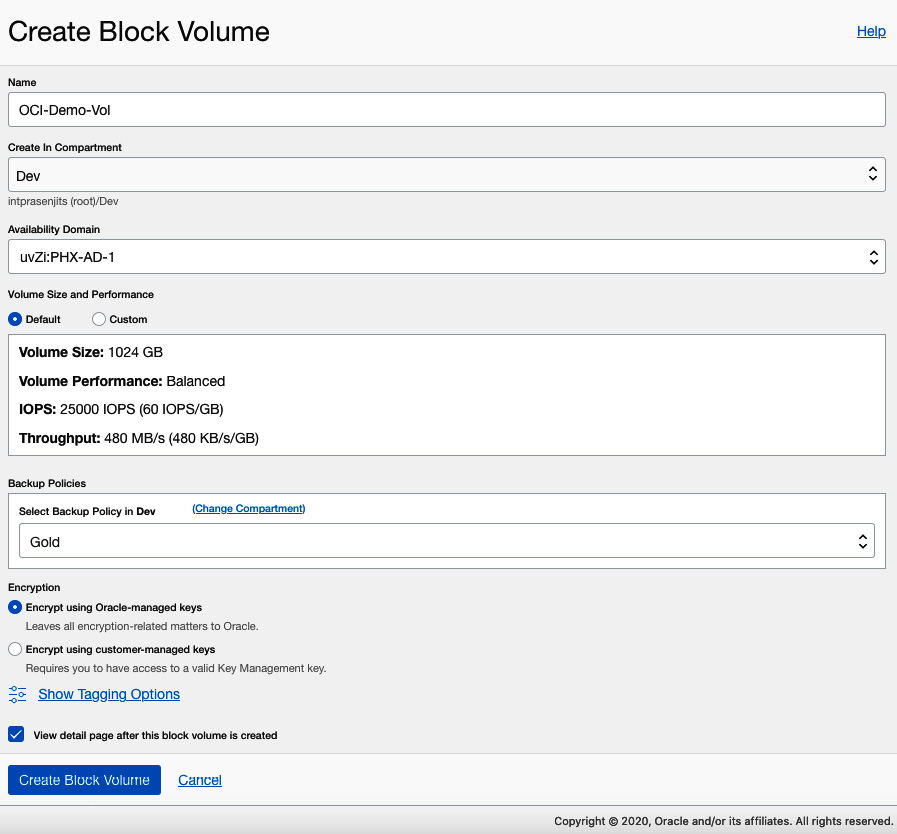 Create Block Volume
Help
Name
OCI-Demo-Vol
Create In Compartment
Dev
intprasenjits (root)/Dev
Availability Domain
uvZi:PHX-AD-1
Volume Size and Performance
Default Custom
Volume Size: 1024 GB
Volume Performance: Balanced
IOPS: 25000 IOPS (60 IOPS/GB)
Throughput: 480 MB/s (480 KB/s/GB)
Backup Policies
Select Backup Policy in Dev (Change Compartment)
Gold
Encryption
Encrypt using Oracle-managed keys
Leaves all encryption-related matters to Oracle.
Encrypt using customer-managed keys
Requires you to have access to a valid Key Management key.
Show Tagging Options
View detail page after this block volume is created
Create Block Volume Cancel
Copyright © 2020, Oracle and/or its affiliates. All rights reserved.